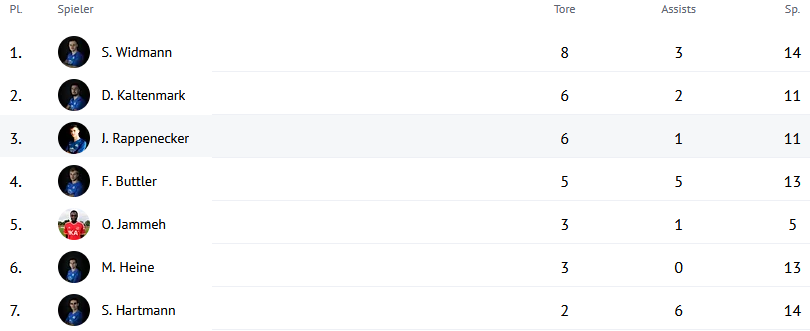 Pl. Spieler Tore Assists Sp.
1. S. Widmann 8 3 14
2. D. Kaltenmark 6 2 11
3. J. Rappenecker 6 1 11
4. F. Buttler 5 5 13
5. O. Jammeh 3 1 5
6. M. Heine 3 0 13
7. S. Hartmann 2 6 14